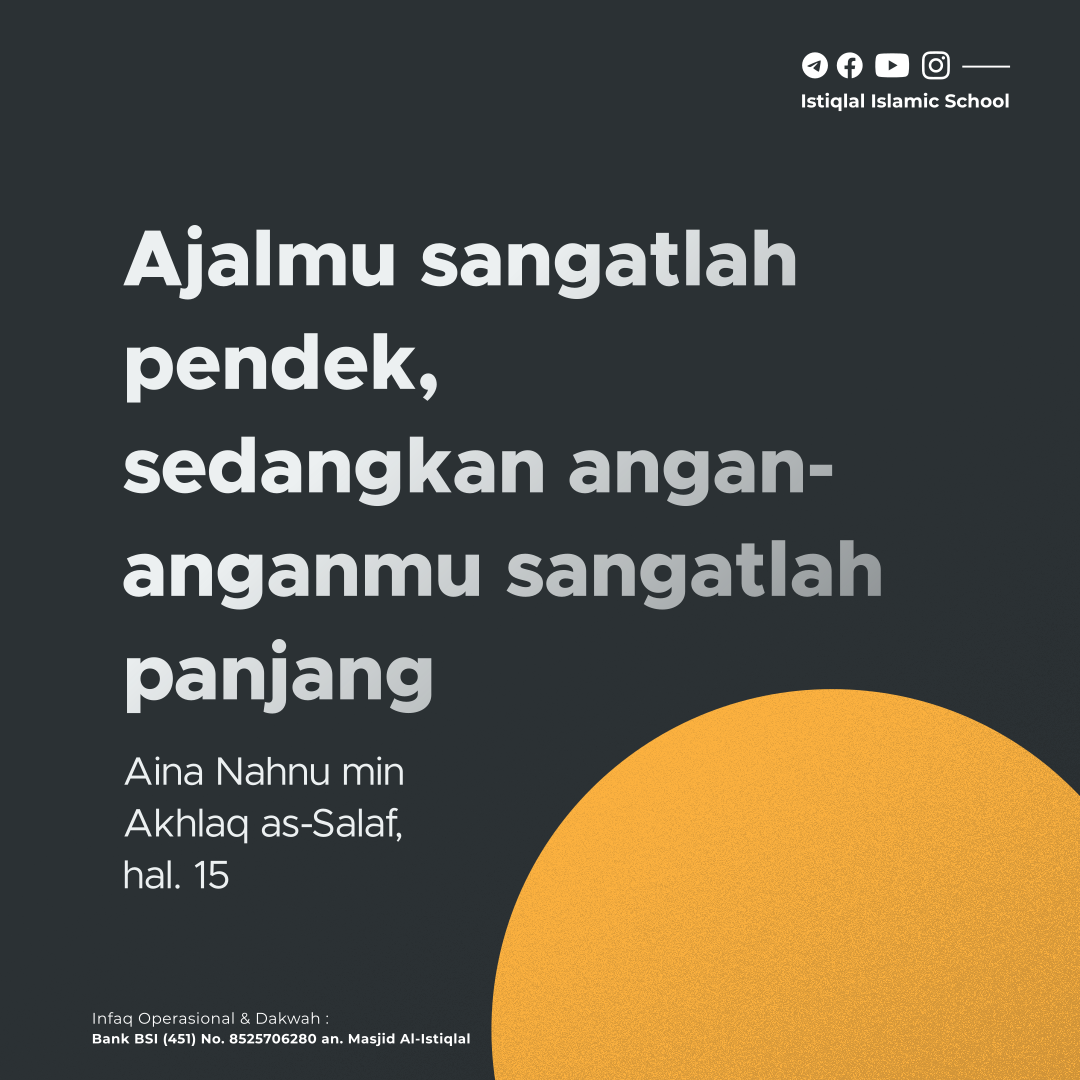 Istiqlal Islamic School
Ajalmu sangatlah
pendek,
sedangkan angan-
anganmu sangatlah
panjang
Aina Nahnu min
Akhlaq as-Salaf,
hal. 15
Infaq Operasional & Dakwah :
Bank BSI (451) No. 8525706280 an. Masjid Al-Istiqlal